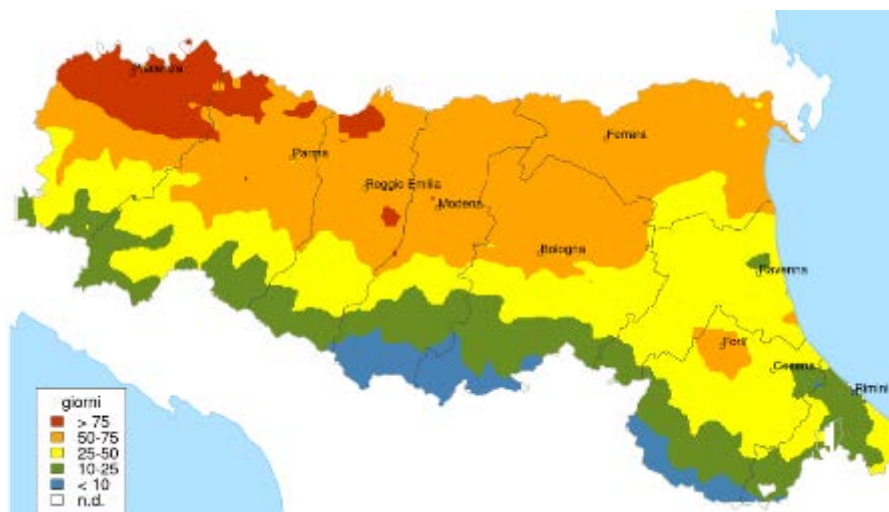 Piacenza
Parma
Ferrara
Reggio Emilia
Modena
Bologna
Ravenna
Forlì
Cesena
Rimini
giorni
> 75
50-75
25-50
10-25
< 10
n.d.